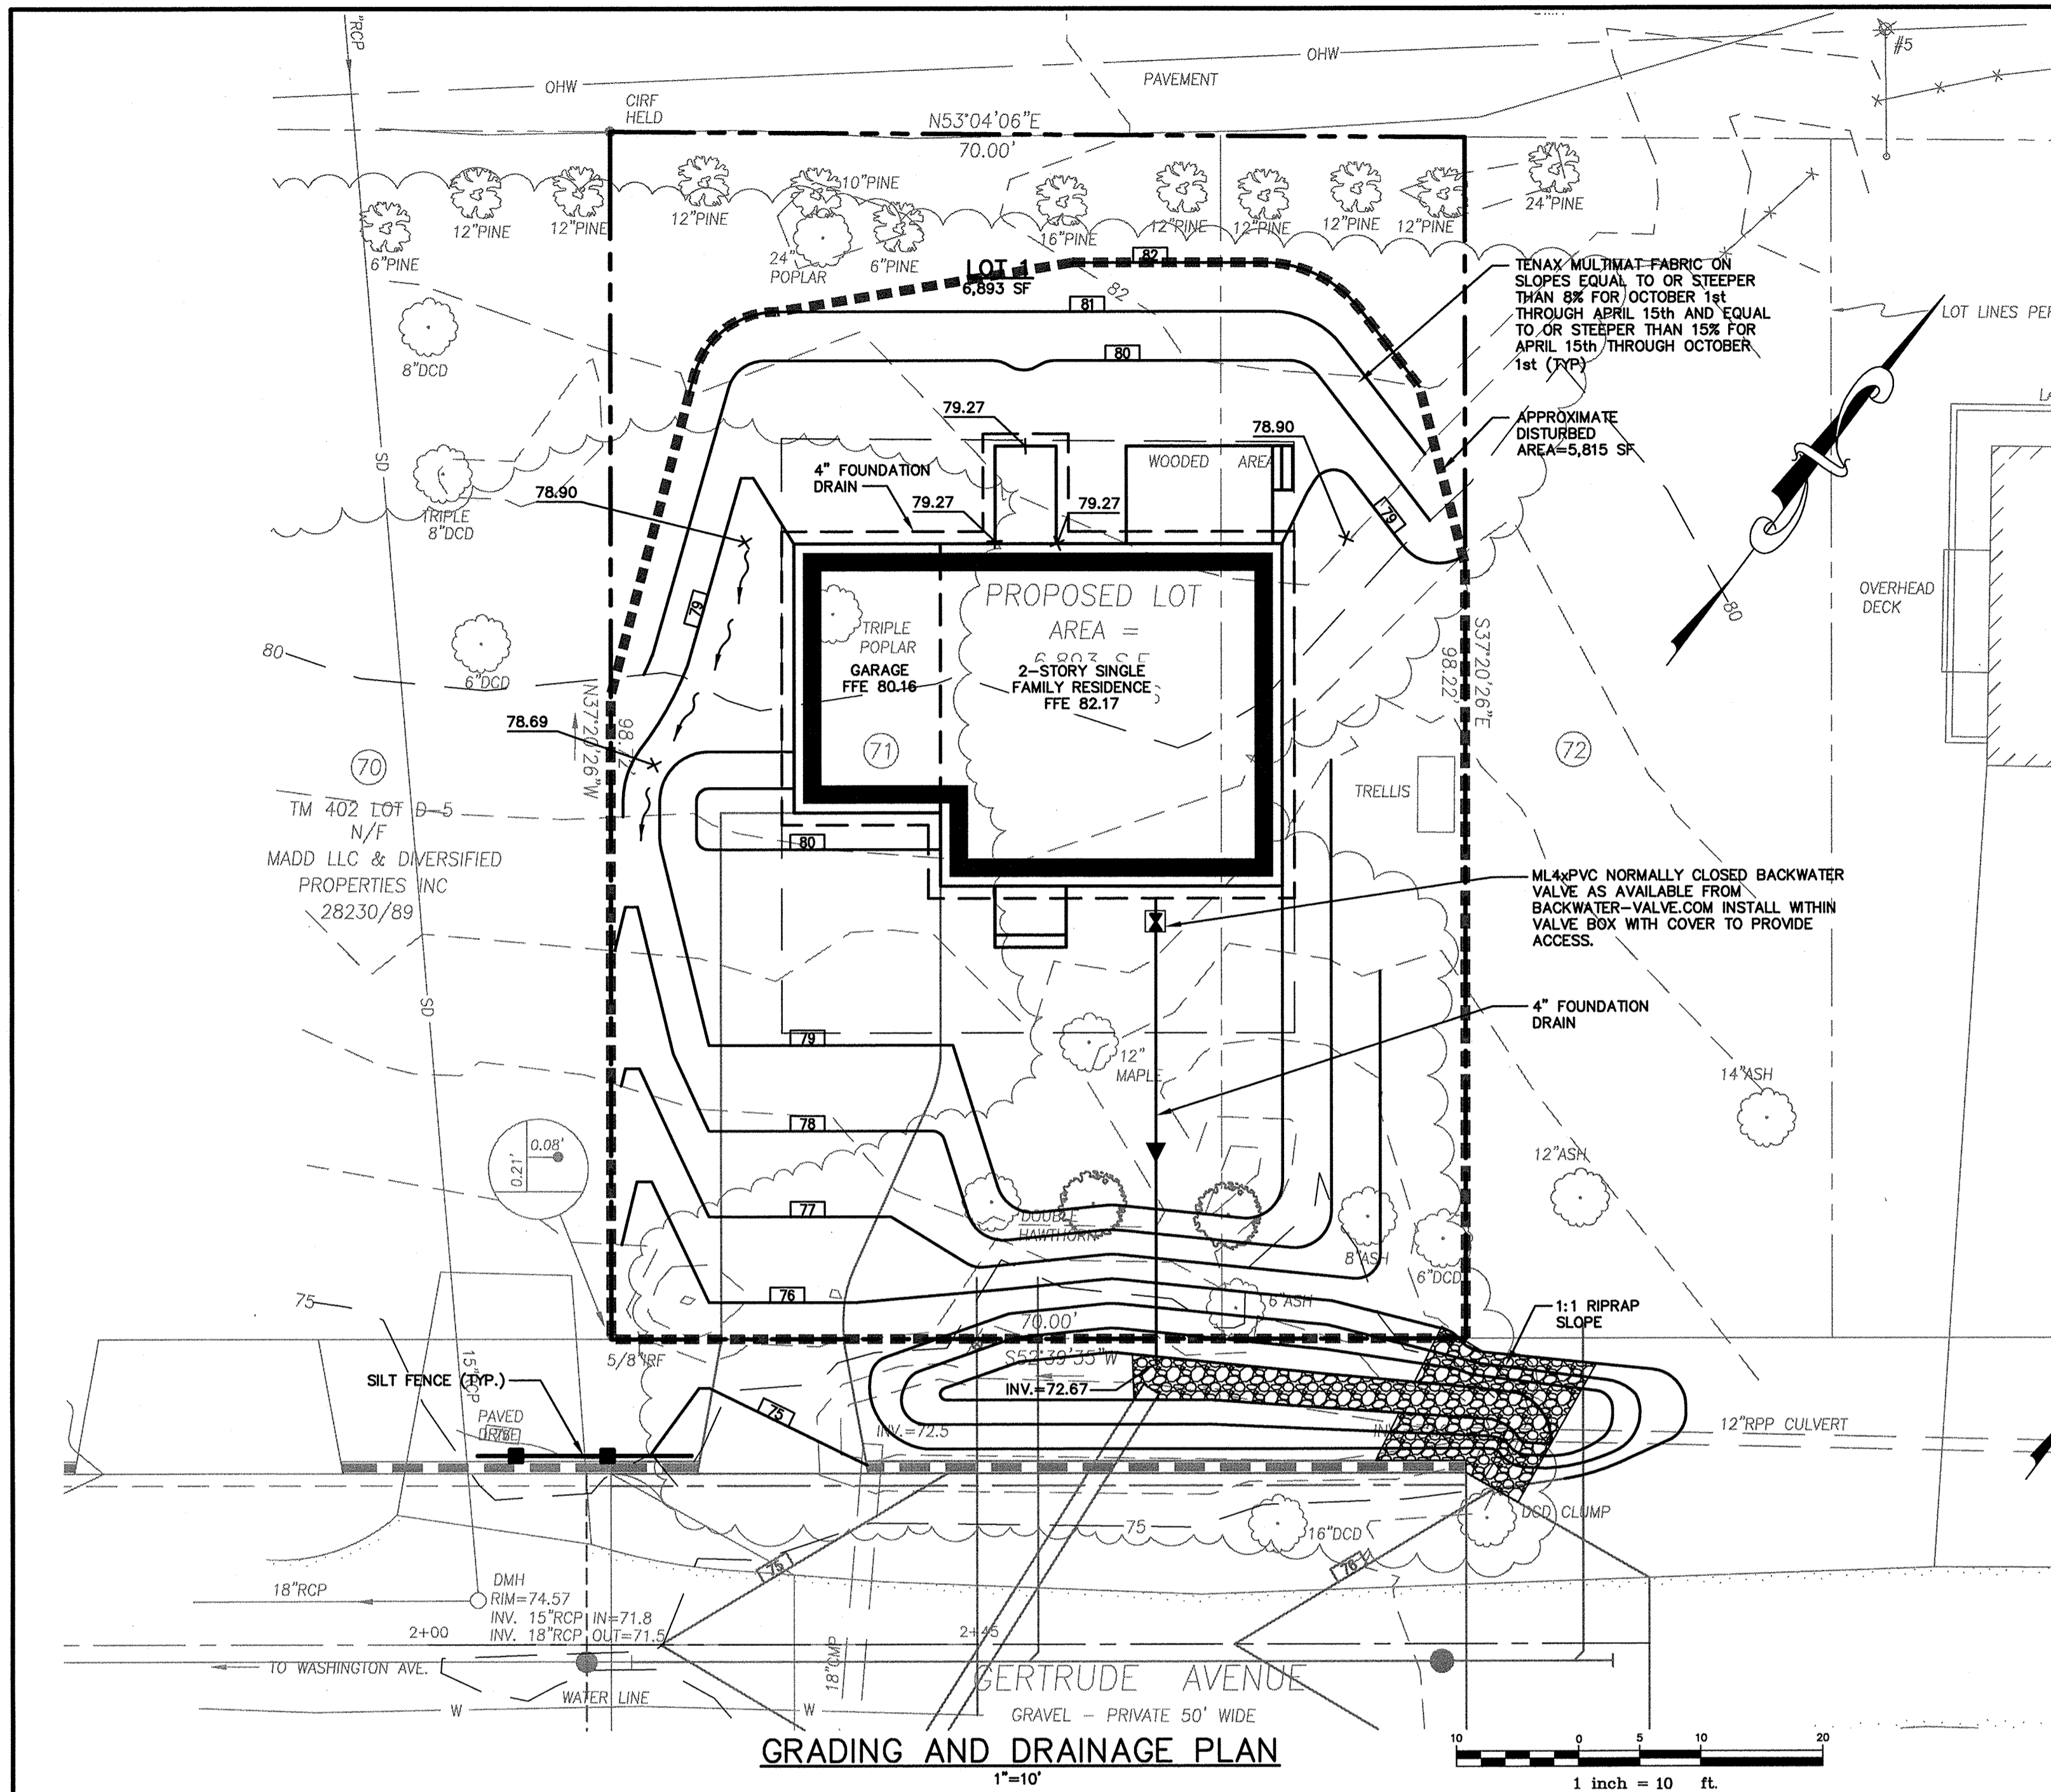 "RCP
OHW
OHW
PAVEMENT
#5
CIRF
HELD
N53°04'06"E
70.00'
6"PINE
12"PINE
12"PINE
12"PINE
10"PINE
24"
POPLAR
6"PINE
16"PINE
12"PINE
12"PINE
12"PINE
12"PINE
24"PINE
LOT 1
6,893 SF
82
82
81
80
TENAX MULTIMAT FABRIC ON
SLOPES EQUAL TO OR STEEPER
THAN 8% FOR OCTOBER 1st
THROUGH APRIL 15th AND EQUAL
TO OR STEEPER THAN 15% FOR
APRIL 15th THROUGH OCTOBER
1st (TYP)
LOT LINES PER
8"DCD
79.27
78.90
APPROXIMATE
DISTURBED
AREA=5,815 SF
SD
4" FOUNDATION
DRAIN
WOODED AREA
78.90
79.27
79.27
79
TRIPLE
8"DCD
PROPOSED LOT
AREA =
79
TRIPLE
POPLAR
OVERHEAD
DECK
80
80
6"DCD
GARAGE
FFE 80.16
2-STORY SINGLE
FAMILY RESIDENCE
FFE 82.17
S37°20'26"E
98.22'
N37°20'26"W
98.22'
78.69
70
71
72
TRELLIS
TM 402 LOT D-5
N/F
MADD LLC & DIVERSIFIED
PROPERTIES INC
28230/89
80
ML4xPVC NORMALLY CLOSED BACKWATER
VALVE AS AVAILABLE FROM
BACKWATER-VALVE.COM INSTALL WITHIN
VALVE BOX WITH COVER TO PROVIDE
ACCESS.
SD
4" FOUNDATION
DRAIN
79
12"
MAPLE
14"ASH
78
0.08'
0.21'
12"ASH
77
DOUBLE
HAWTHORN
8"ASH
6"DCD
76
6"ASH
75
70.00'
S52°39'35"W
1:1 RIPRAP
SLOPE
5/8"IRF
15"RCP
SILT FENCE (TYP.)
INV.=72.67
PAVED
DRIVE
75
INV.=72.5
INV
12"RPP CULVERT
75
16"DCD
DCD CLUMP
75
76
18"RCP
DMH
RIM=74.57
INV. 15"RCP IN=71.8
INV. 18"RCP OUT=71.5
2+00
2+45
18"CMP
TO WASHINGTON AVE.
WATER LINE
W
W
GERTRUDE AVENUE
GRAVEL - PRIVATE 50' WIDE
GRADING AND DRAINAGE PLAN
1"=10'
10 0 5 10 20
1 inch = 10 ft.